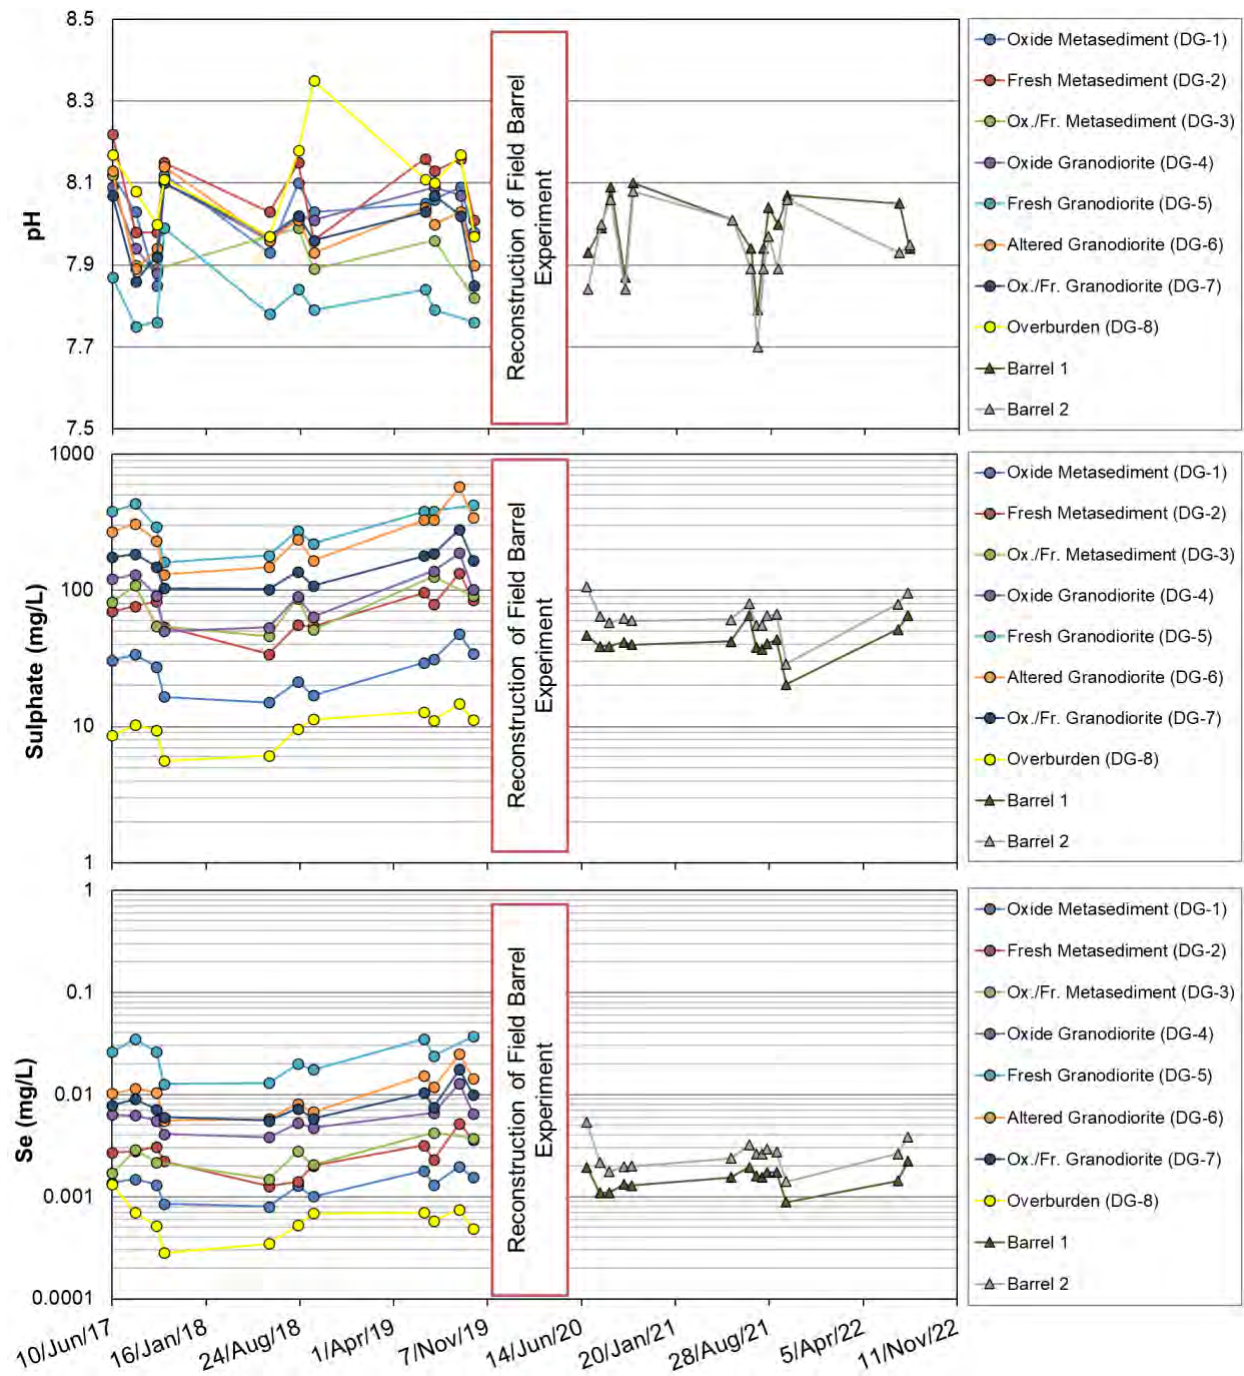 8.5
8.3
8.1
7.9
7.7
7.5
pH
Reconstruction of Field Barrel
Experiment
Oxide Metasediment (DG-1)
Fresh Metasediment (DG-2)
Ox./Fr. Metasediment (DG-3)
Oxide Granodiorite (DG-4)
Fresh Granodiorite (DG-5)
Altered Granodiorite (DG-6)
Ox./Fr. Granodiorite (DG-7)
Overburden (DG-8)
Barrel 1
Barrel 2
1000
100
10
1
Sulphate (mg/L)
Reconstruction of Field Barrel
Experiment
Oxide Metasediment (DG-1)
Fresh Metasediment (DG-2)
Ox./Fr. Metasediment (DG-3)
Oxide Granodiorite (DG-4)
Fresh Granodiorite (DG-5)
Altered Granodiorite (DG-6)
Ox./Fr. Granodiorite (DG-7)
Overburden (DG-8)
Barrel 1
Barrel 2
1
0.1
0.01
0.001
0.0001
Se (mg/L)
Reconstruction of Field Barrel
Experiment
Oxide Metasediment (DG-1)
Fresh Metasediment (DG-2)
Ox./Fr. Metasediment (DG-3)
Oxide Granodiorite (DG-4)
Fresh Granodiorite (DG-5)
Altered Granodiorite (DG-6)
Ox./Fr. Granodiorite (DG-7)
Overburden (DG-8)
Barrel 1
Barrel 2
10/Jun/17
16/Jan/18
24/Aug/18
1/Apr/19
7/Nov/19
14/Jun/20
20/Jan/21
28/Aug/21
5/Apr/22
11/Nov/22